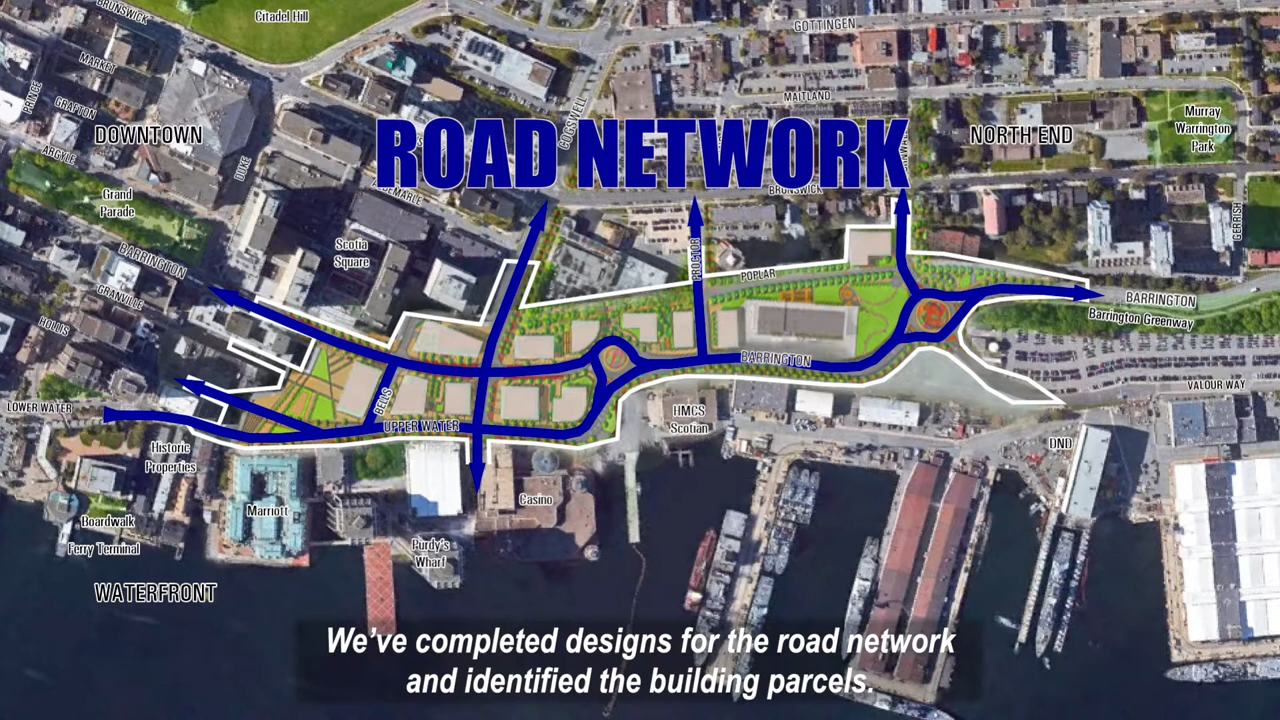 BRUNSWICK
Citadel Hill
GOTTINGEN
MARKET
PRINCE
GRAFTON
MAITLAND
COGSWELL
Murray
Warrington
Park
DOWNTOWN
NORTH END
ROAD NETWORK
ARGYLE
DUKE
BRUNSWICK
Grand
Parade
GERRISH
Scotia
Square
BARRINGTON
PROCTOR
POPLAR
GRANVILLE
BARRINGTON
Barrington Greenway
HOLLIS
BARRINGTON
VALOUR WAY
LOWER WATER
BELLS
UPPER WATER
HMCS
Scotian
DND
Historic
Properties
Casino
Marriott
Boardwalk
Ferry Terminal
Purdy's
Wharf
WATERFRONT
We've completed designs for the road network
and identified the building parcels.